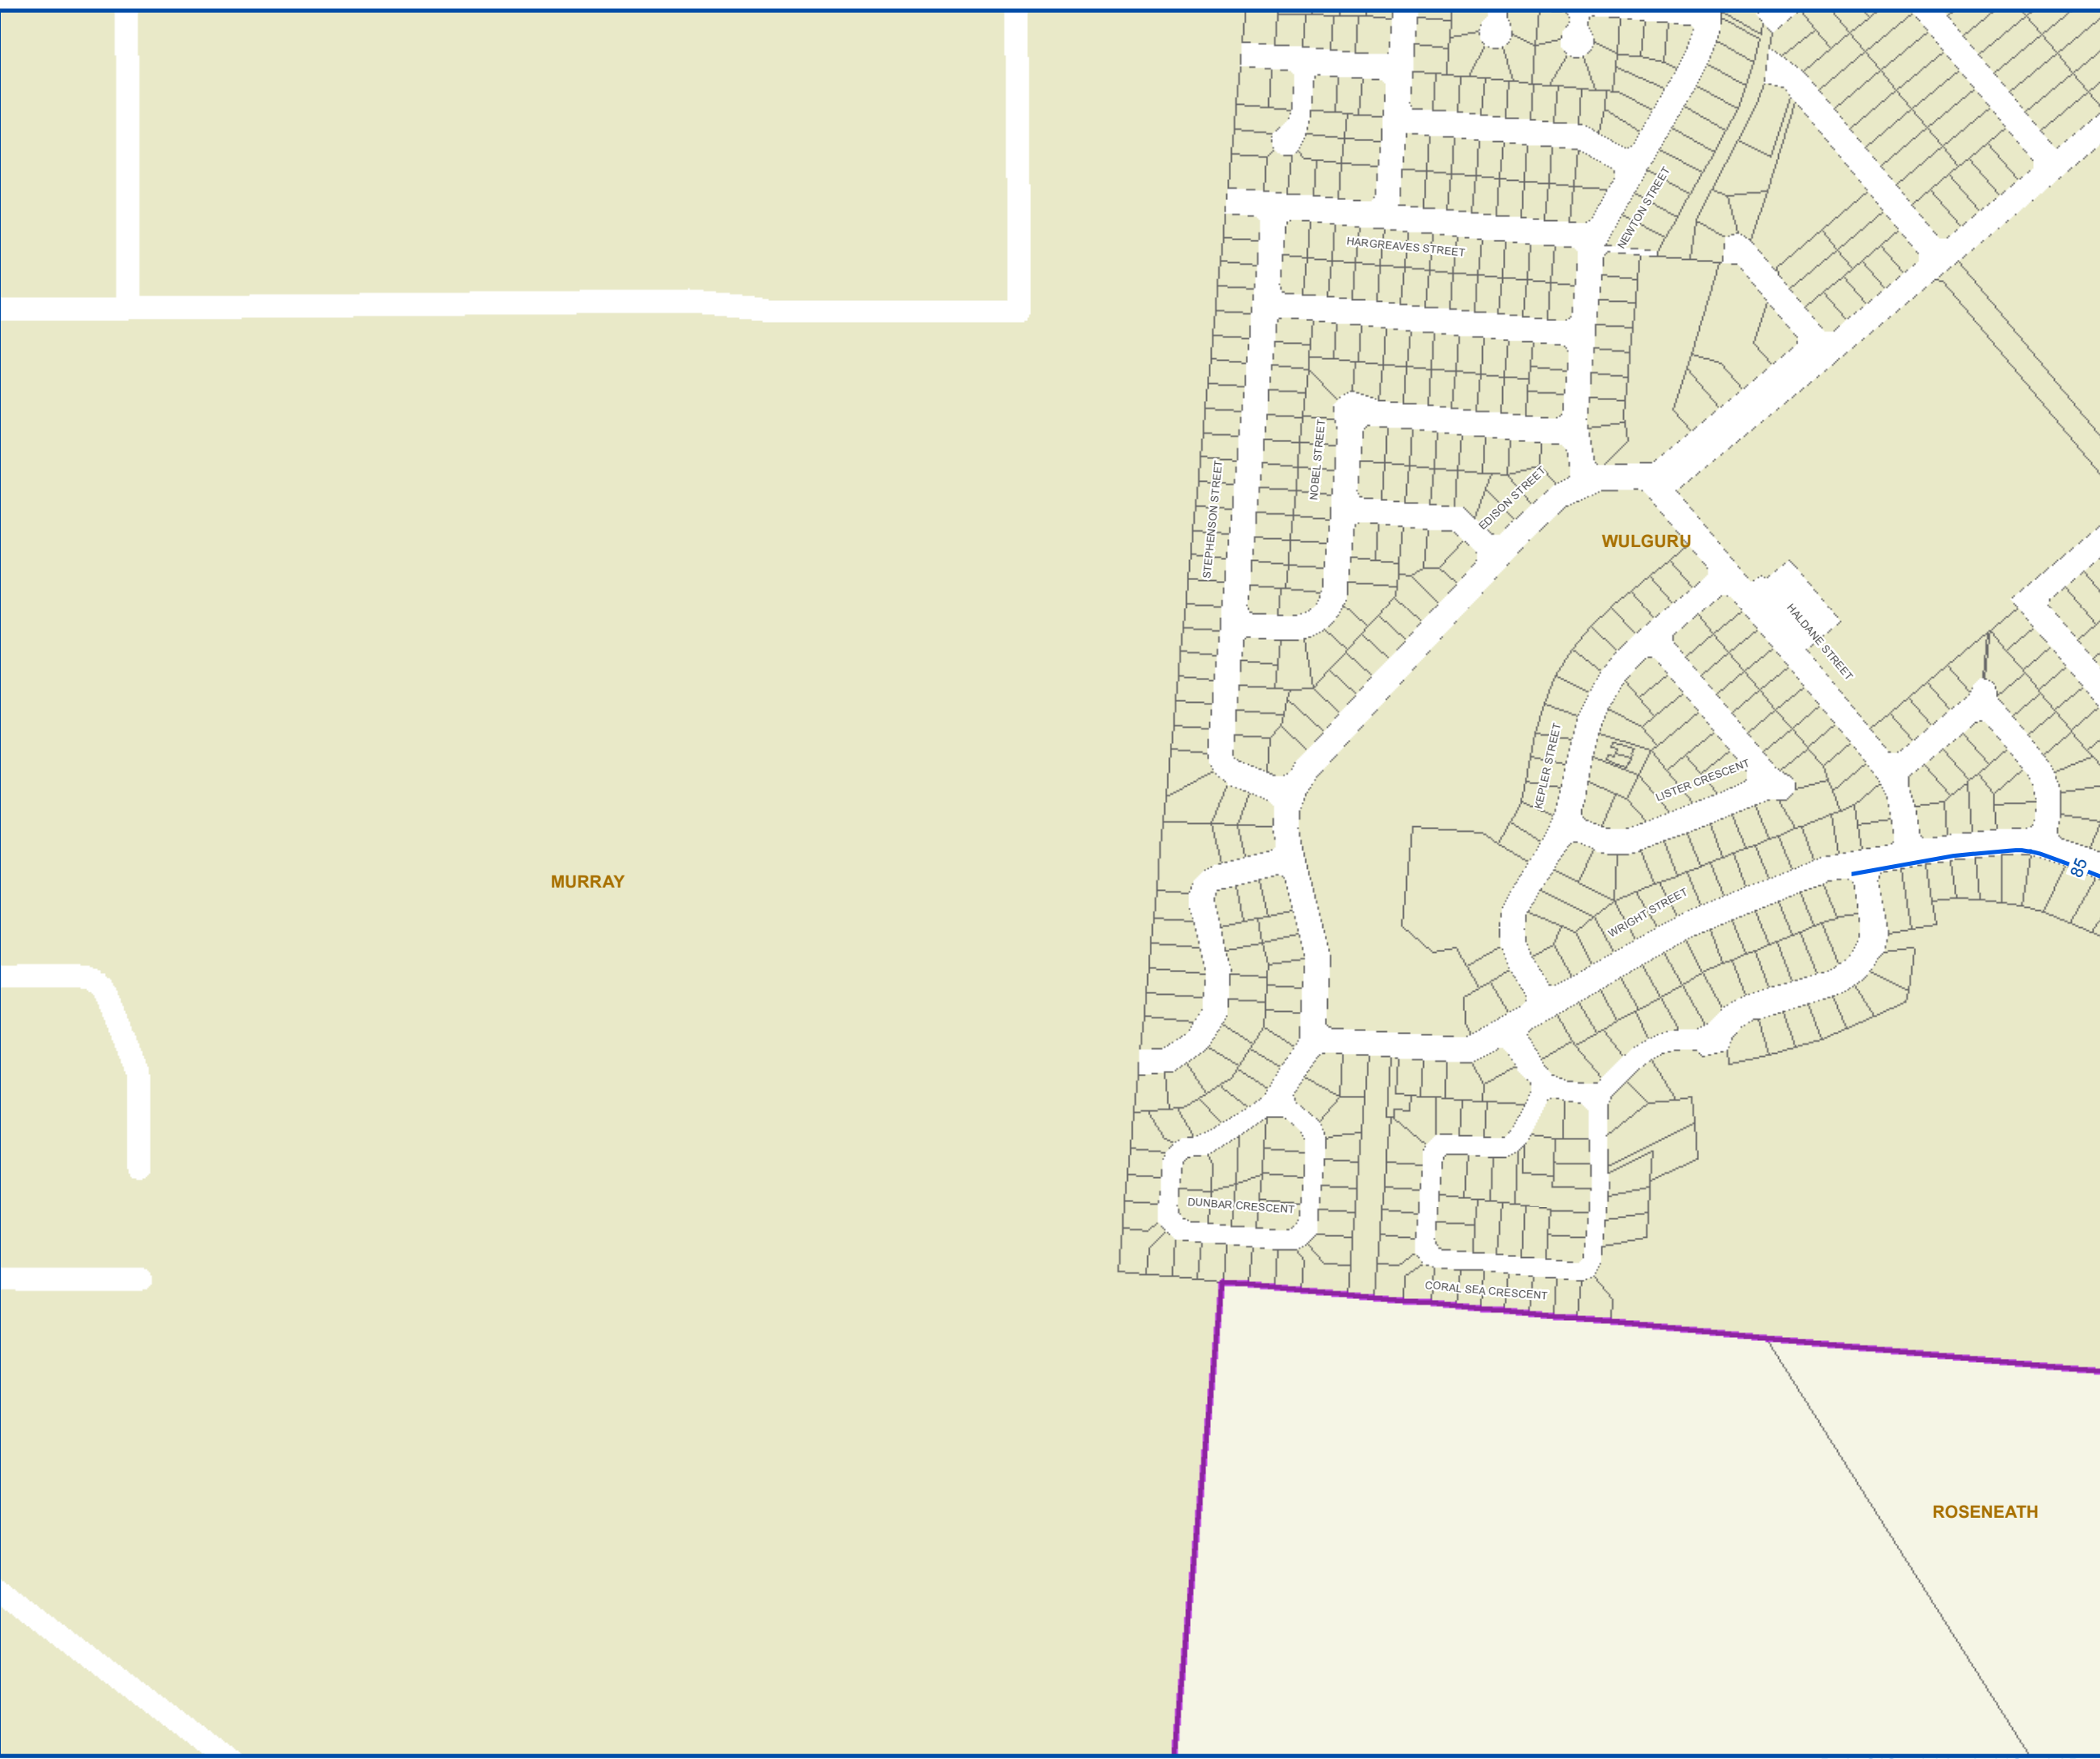 NEWTON STREET
HARGREAVES STREET
NOBEL STREET
STEPHENSON STREET
EDISON STREET
WULGURU
HALDANE STREET
KEPLER STREET
LISTER CRESCENT
85
MURRAY
WRIGHT STREET
DUNBAR CRESCENT
CORAL SEA CRESCENT
ROSENEATH